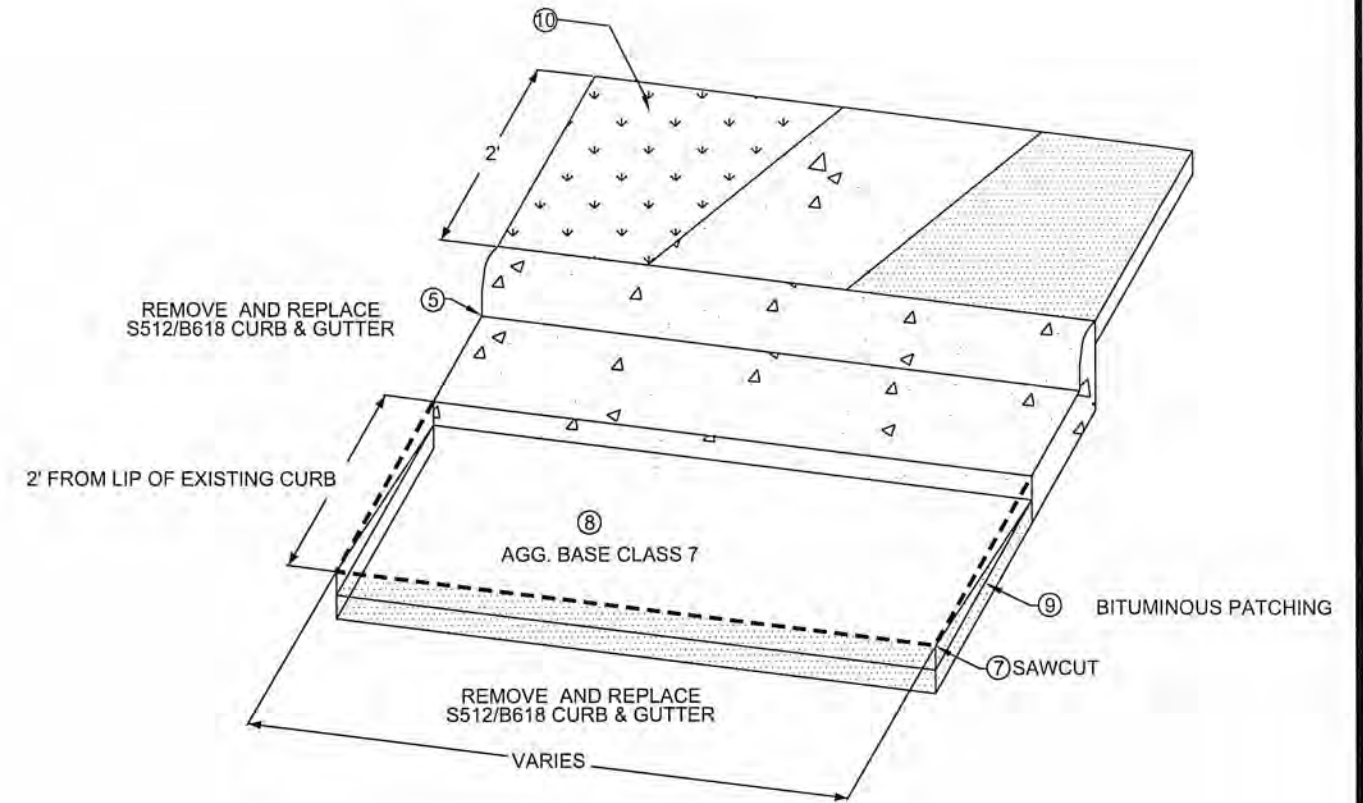 10
2'
5
REMOVE AND REPLACE
S512/B618 CURB & GUTTER
2' FROM LIP OF EXISTING CURB
8
AGG. BASE CLASS 7
9 BITUMINOUS PATCHING
7 SAWCUT
REMOVE AND REPLACE
S512/B618 CURB & GUTTER
VARIES